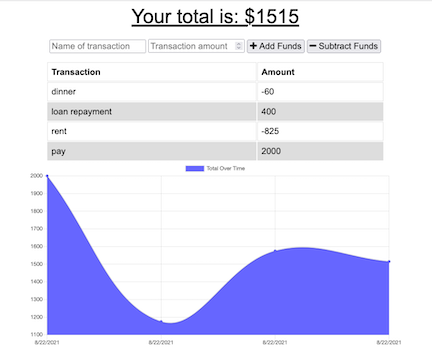 Your total is: $1515
Name of transaction Transaction amount + Add Funds − Subtract Funds
Transaction Amount
dinner -60
loan repayment 400
rent -825
pay 2000
Total Over Time
2000
1900
1800
1700
1600
1500
1400
1300
1200
1100
8/22/2021 8/22/2021 8/22/2021 8/22/2021